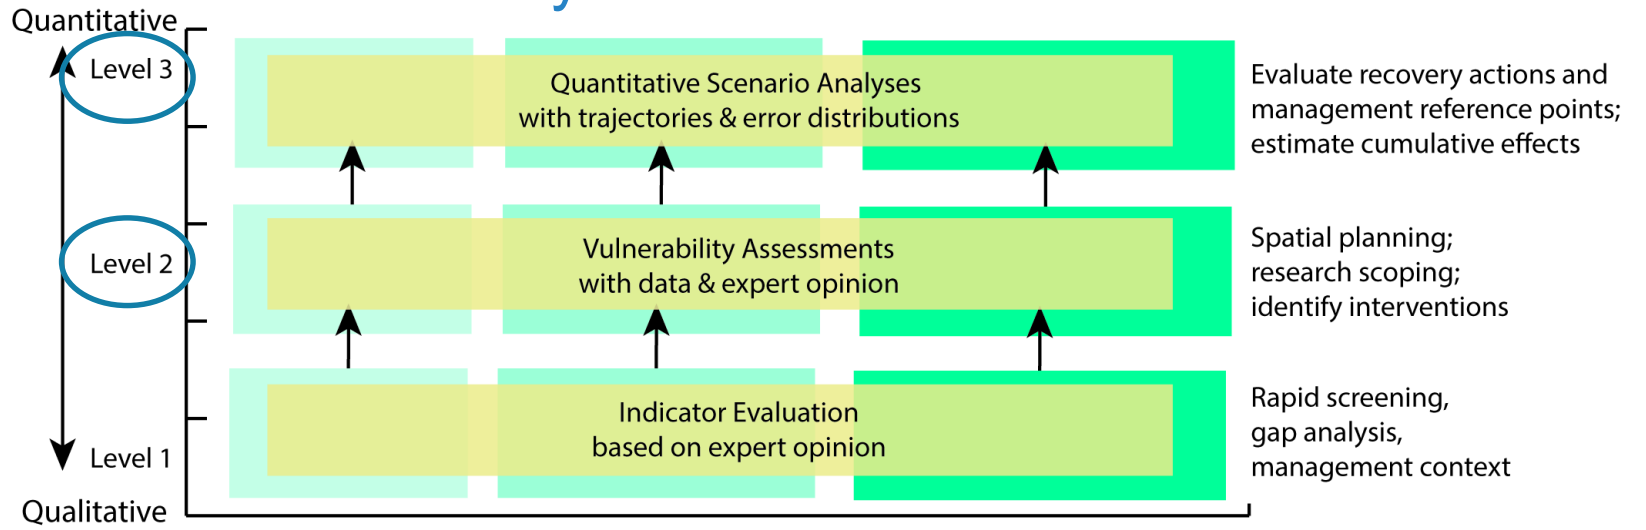 Quantitative
Level 3
Quantitative Scenario Analyses
with trajectories & error distributions
Evaluate recovery actions and
management reference points;
estimate cumulative effects
Level 2
Vulnerability Assessments
with data & expert opinion
Spatial planning;
research scoping;
identify interventions
Indicator Evaluation
based on expert opinion
Rapid screening,
gap analysis,
management context
Level 1
Qualitative